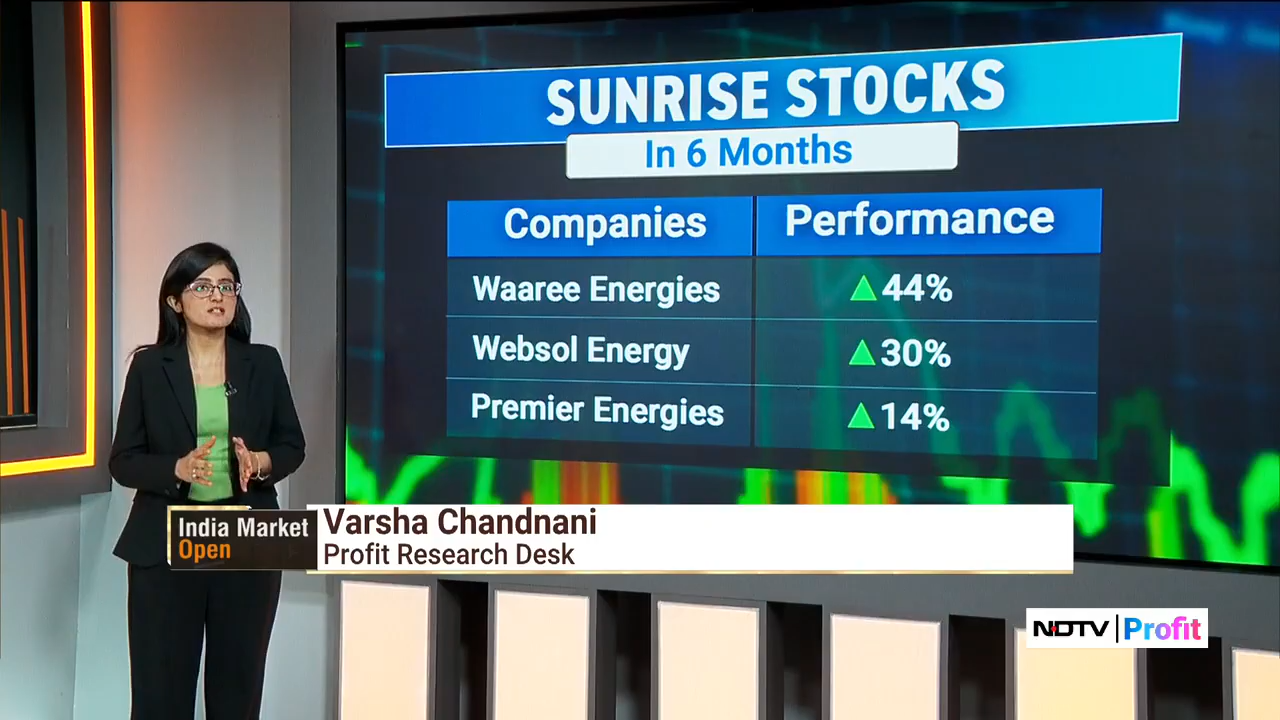 SUNRISE STOCKS
In 6 Months
Companies Performance
Waaree Energies ▲44%
Websol Energy ▲30%
Premier Energies ▲14%
India Market
Open
Varsha Chandnani
Profit Research Desk
NDTV | Profit